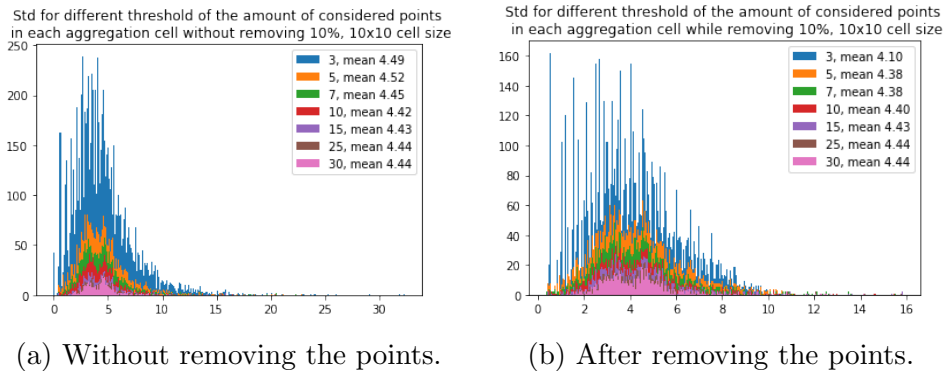 Std for different threshold of the amount of considered points
in each aggregation cell without removing 10%, 10x10 cell size
250
200
150
100
50
0
0 5 10 15 20 25 30
3, mean 4.49
5, mean 4.52
7, mean 4.45
10, mean 4.42
15, mean 4.43
25, mean 4.44
30, mean 4.44
(a) Without removing the points.
Std for different threshold of the amount of considered points
in each aggregation cell while removing 10%, 10x10 cell size
160
140
120
100
80
60
40
20
0
0 2 4 6 8 10 12 14 16
3, mean 4.10
5, mean 4.38
7, mean 4.38
10, mean 4.40
15, mean 4.43
25, mean 4.44
30, mean 4.44
(b) After removing the points.